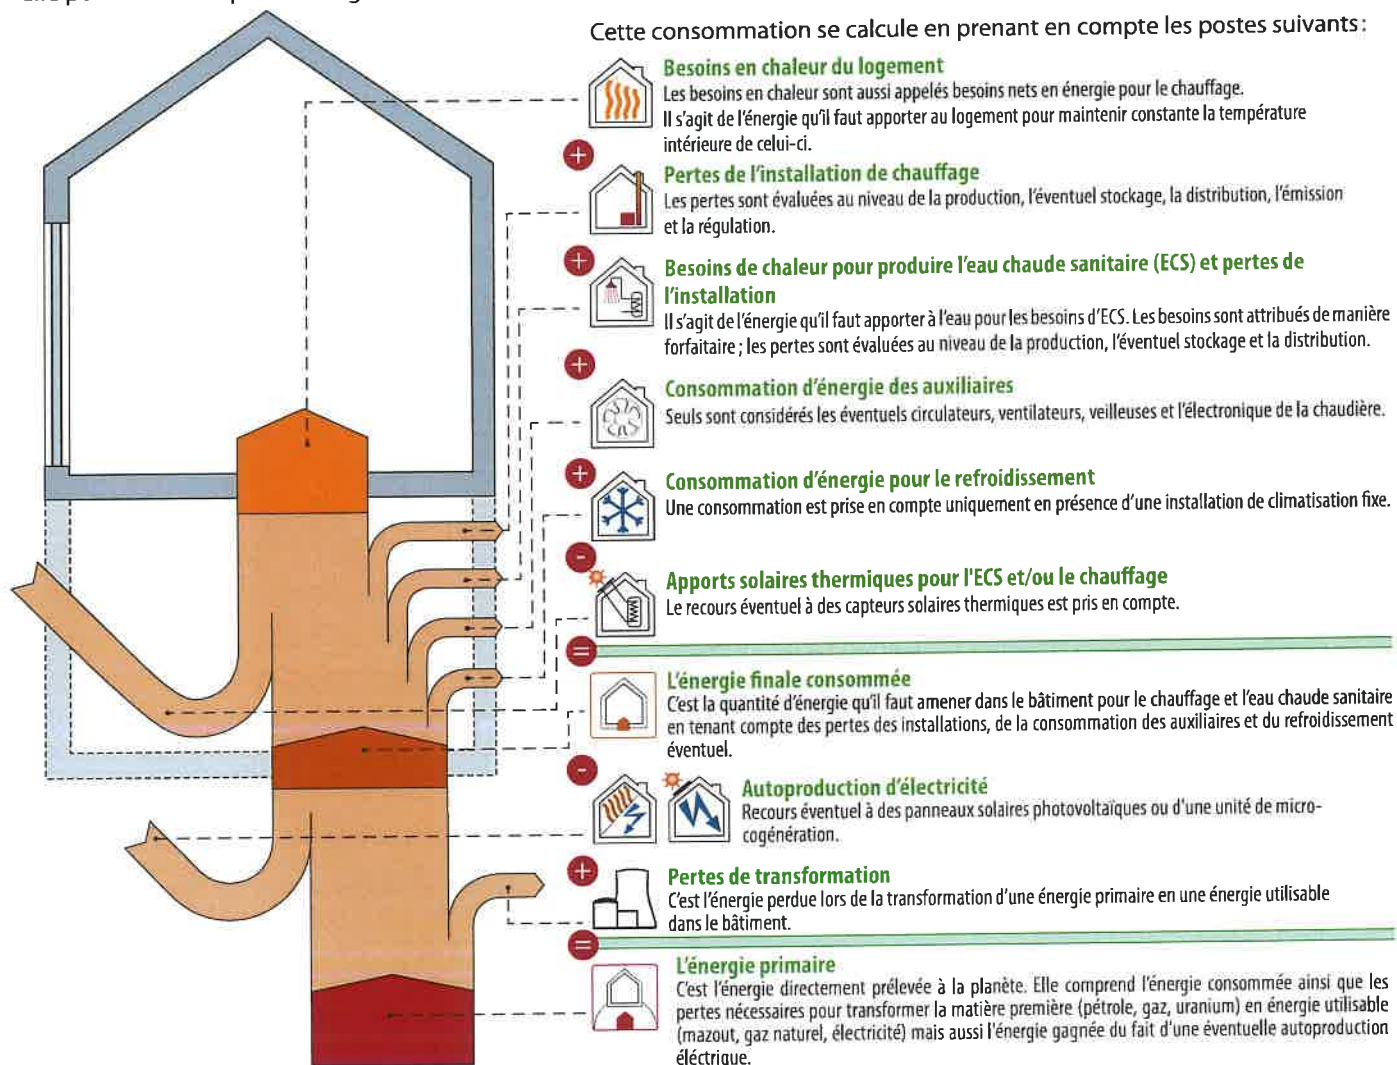 Cette consommation se calcule en prenant en compte les postes suivants :
Besoins en chaleur du logement
Les besoins en chaleur sont aussi appelés besoins nets en énergie pour le chauffage.
Il s'agit de l'énergie qu'il faut apporter au logement pour maintenir constante la température
intérieure de celui-ci.
+
Pertes de l'installation de chauffage
Les pertes sont évaluées au niveau de la production, l'éventuel stockage, la distribution, l'émission
et la régulation.
+
Besoins de chaleur pour produire l'eau chaude sanitaire (ECS) et pertes de
l'installation
Il s'agit de l'énergie qu'il faut apporter à l'eau pour les besoins d'ECS. Les besoins sont attribués de manière
forfaitaire ; les pertes sont évaluées au niveau de la production, l'éventuel stockage et la distribution.
+
Consommation d'énergie des auxiliaires
Seuls sont considérés les éventuels circulateurs, ventilateurs, veilleuses et l'électronique de la chaudière.
+
Consommation d'énergie pour le refroidissement
Une consommation est prise en compte uniquement en présence d'une installation de climatisation fixe.
-
Apports solaires thermiques pour l'ECS et/ou le chauffage
Le recours éventuel à des capteurs solaires thermiques est pris en compte.
=
L'énergie finale consommée
C'est la quantité d'énergie qu'il faut amener dans le bâtiment pour le chauffage et l'eau chaude sanitaire
en tenant compte des pertes des installations, de la consommation des auxiliaires et du refroidissement
éventuel.
-
Autoproduction d'électricité
Recours éventuel à des panneaux solaires photovoltaïques ou d'une unité de micro-
cogénération.
+
Pertes de transformation
C'est l'énergie perdue lors de la transformation d'une énergie primaire en une énergie utilisable
dans le bâtiment.
=
L'énergie primaire
C'est l'énergie directement prélevée à la planète. Elle comprend l'énergie consommée ainsi que les
pertes nécessaires pour transformer la matière première (pétrole, gaz, uranium) en énergie utilisable
(mazout, gaz naturel, électricité) mais aussi l'énergie gagnée du fait d'une éventuelle autoproduction
éléctrique.